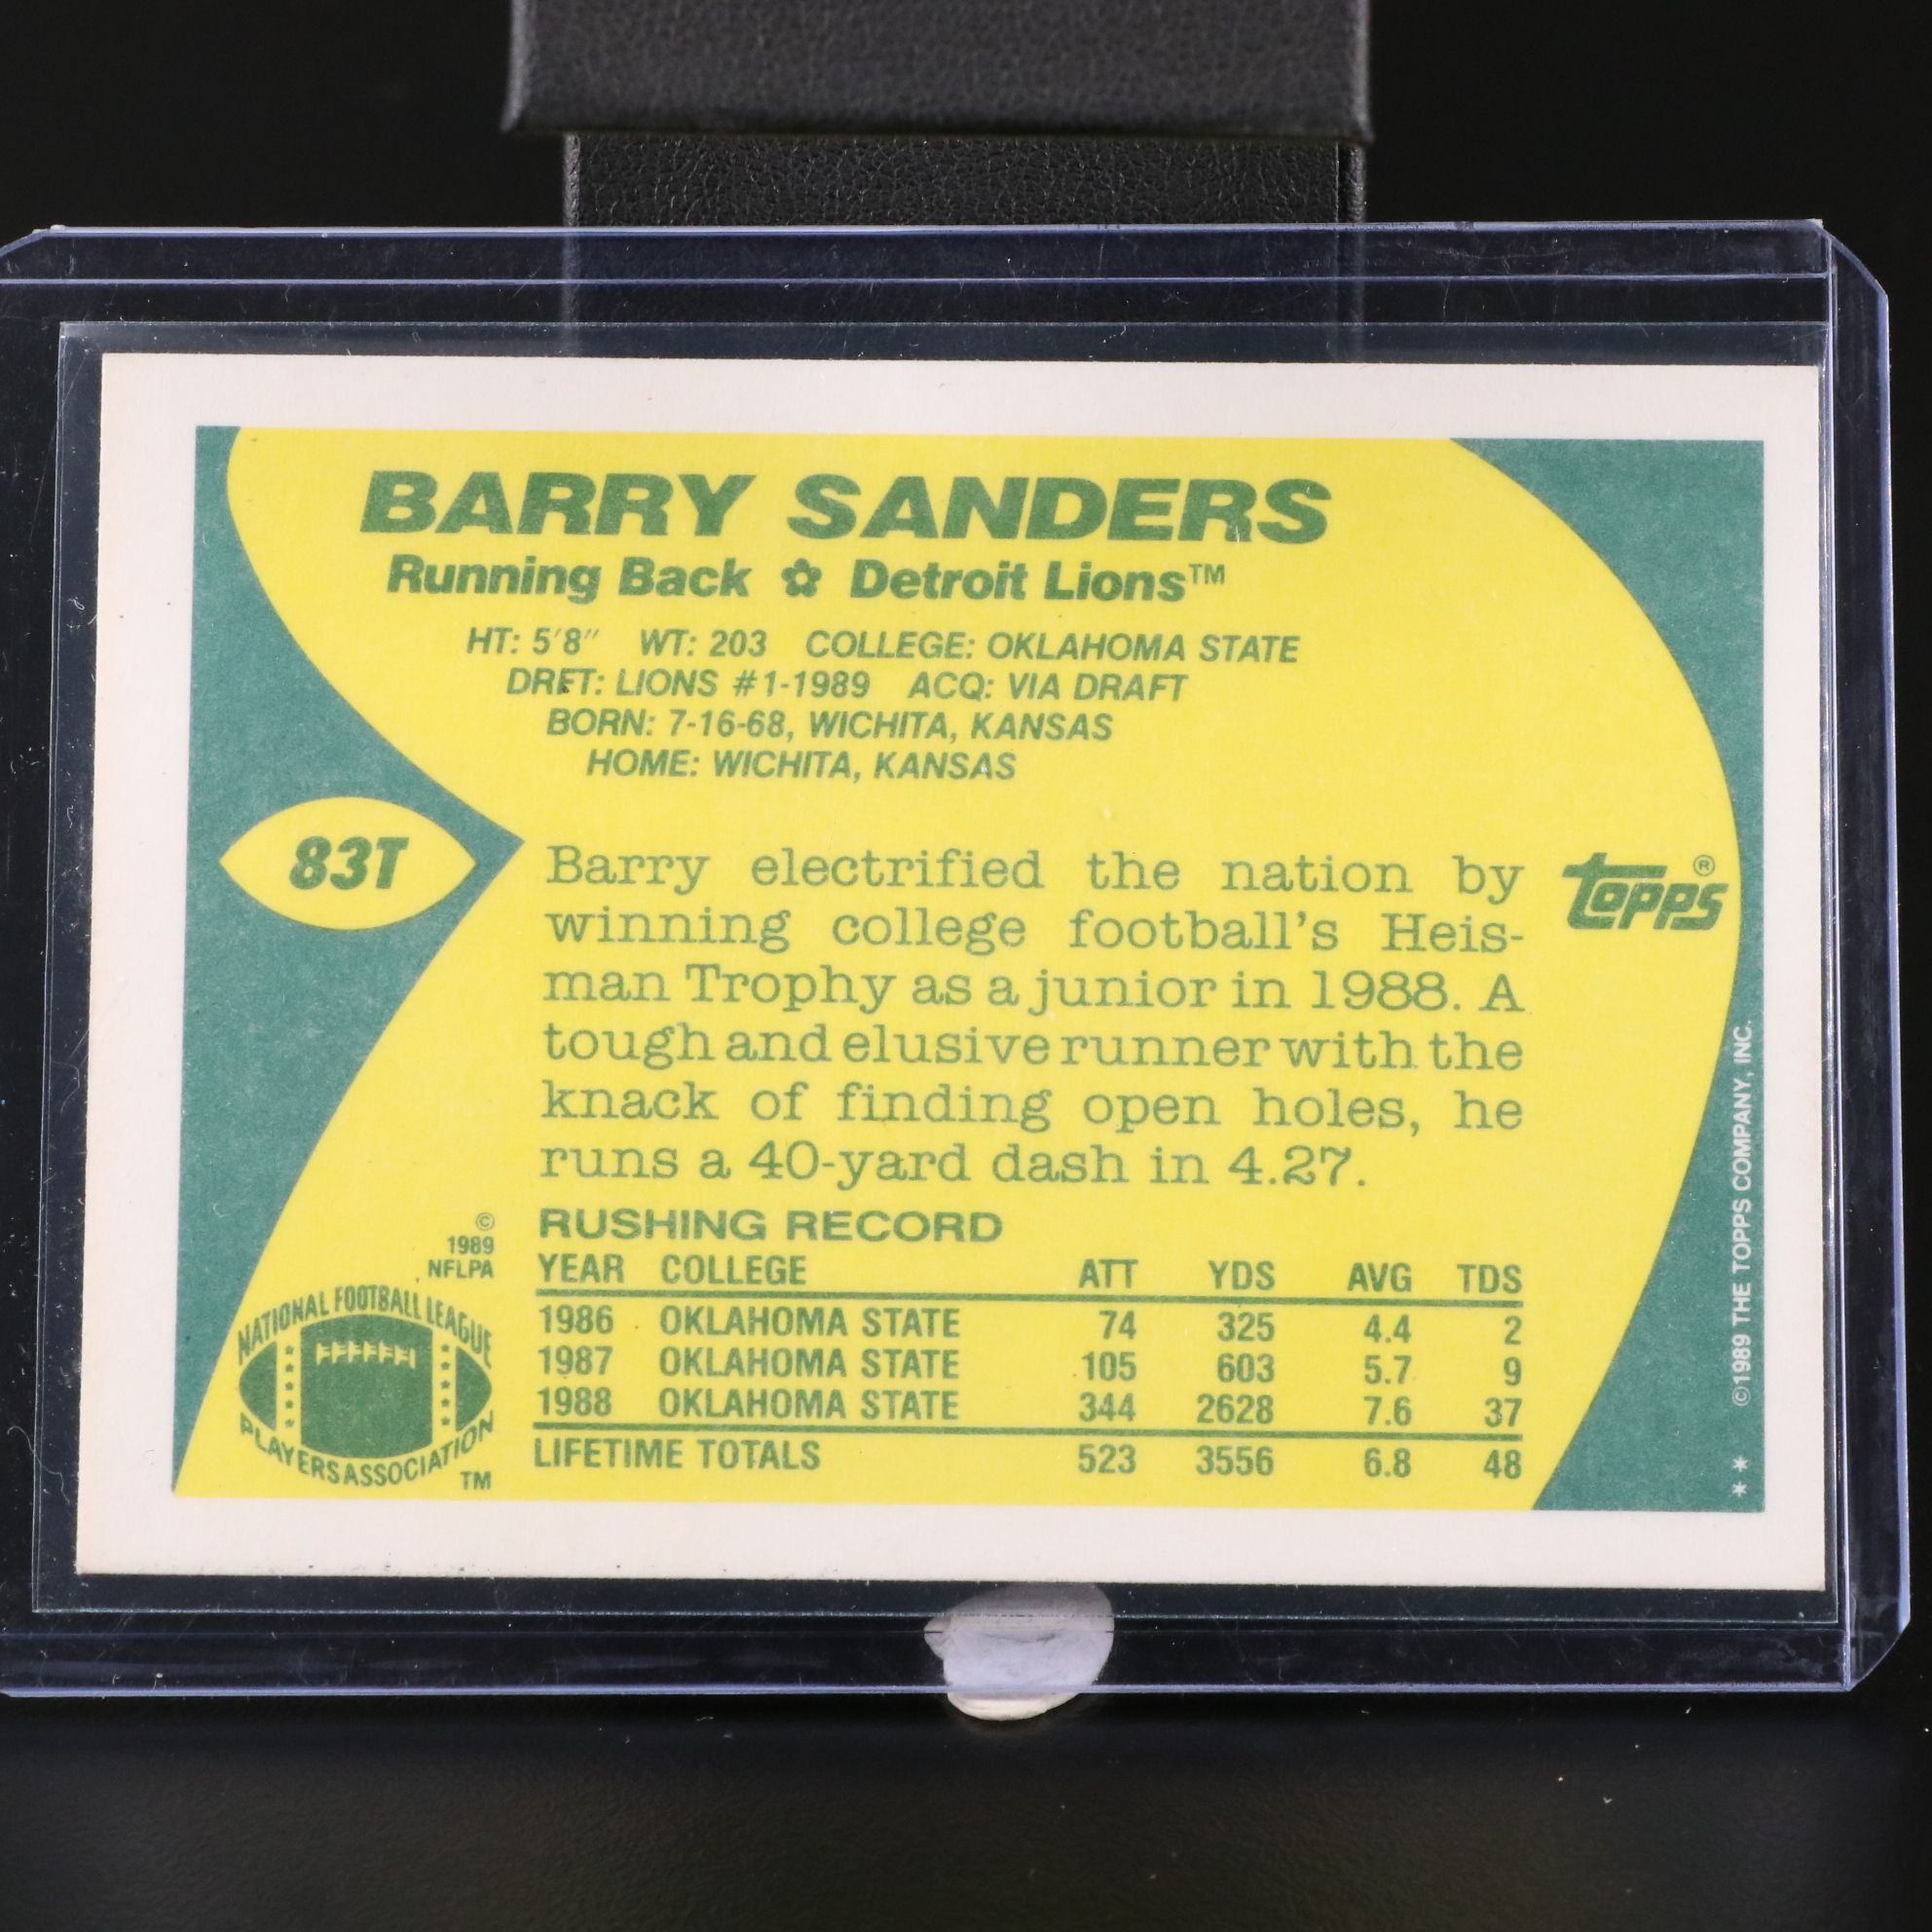 BARRY SANDERS
Running Back ✿ Detroit Lions™
HT: 5'8" WT: 203 COLLEGE: OKLAHOMA STATE
DRFT: LIONS #1-1989 ACQ: VIA DRAFT
BORN: 7-16-68, WICHITA, KANSAS
HOME: WICHITA, KANSAS
83T
Barry electrified the nation by
winning college football's Heis-
man Trophy as a junior in 1988. A
tough and elusive runner with the
knack of finding open holes, he
runs a 40-yard dash in 4.27.
topps®
RUSHING RECORD
YEAR COLLEGE ATT YDS AVG TDS
1986 OKLAHOMA STATE 74 325 4.4 2
1987 OKLAHOMA STATE 105 603 5.7 9
1988 OKLAHOMA STATE 344 2628 7.6 37
LIFETIME TOTALS 523 3556 6.8 48
©
1989
NFLPA
NATIONAL FOOTBALL LEAGUE
PLAYERS ASSOCIATION
TM
** ©1989 THE TOPPS COMPANY, INC.